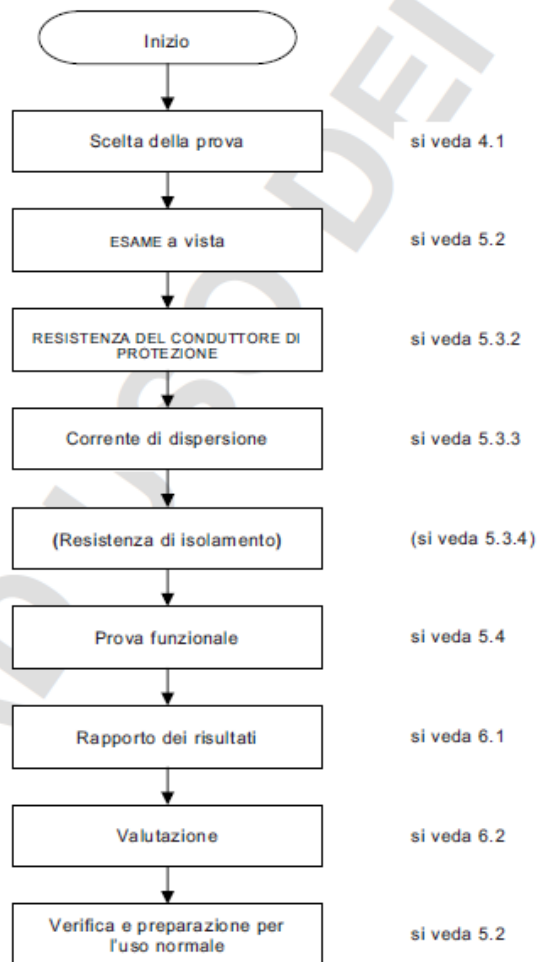 Inizio
Scelta della prova si veda 4.1
ESAME a vista si veda 5.2
RESISTENZA DEL CONDUTTORE DI
PROTEZIONE si veda 5.3.2
Corrente di dispersione si veda 5.3.3
(Resistenza di isolamento) (si veda 5.3.4)
Prova funzionale si veda 5.4
Rapporto dei risultati si veda 6.1
Valutazione si veda 6.2
Verifica e preparazione per
l'uso normale si veda 5.2